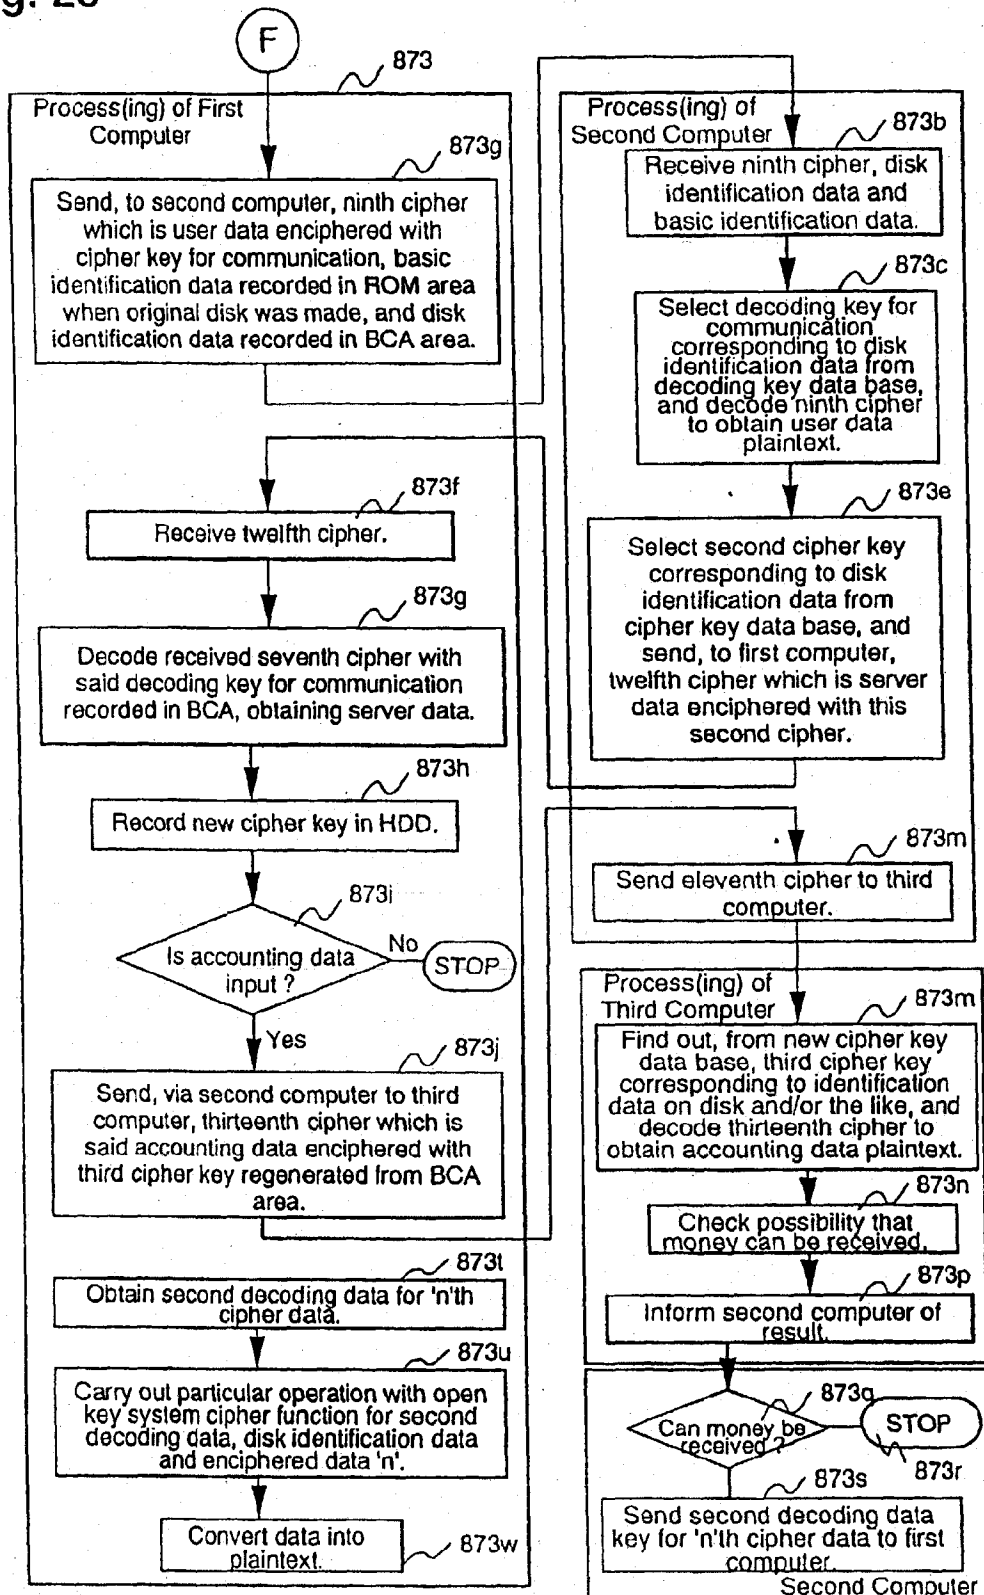 F
873
Process(ing) of First
Computer
873g
Send, to second computer, ninth cipher
which is user data enciphered with
cipher key for communication, basic
identification data recorded in ROM area
when original disk was made, and disk
identification data recorded in BCA area.
873f
Receive twelfth cipher.
873g
Decode received seventh cipher with
said decoding key for communication
recorded in BCA, obtaining server data.
873h
Record new cipher key in HDD.
873i
Is accounting data
input ?
No
STOP
Yes
873j
Send, via second computer to third
computer, thirteenth cipher which is
said accounting data enciphered with
third cipher key regenerated from BCA
area.
873t
Obtain second decoding data for 'n'th
cipher data.
873u
Carry out particular operation with open
key system cipher function for second
decoding data, disk identification data
and enciphered data 'n'.
Convert data into
plaintext.
873w
Process(ing) of
Second Computer
873b
Receive ninth cipher, disk
identification data and
basic identification data.
873c
Select decoding key for
communication
corresponding to disk
identification data from
decoding key data base,
and decode ninth cipher
to obtain user data
plaintext.
873e
Select second cipher key
corresponding to disk
identification data from
cipher key data base, and
send, to first computer,
twelfth cipher which is server
data enciphered with this
second cipher.
873m
Send eleventh cipher to third
computer.
Process(ing) of
Third Computer
873m
Find out, from new cipher key
data base, third cipher key
corresponding to identification
data on disk and/or the like, and
decode thirteenth cipher to
obtain accounting data plaintext.
873n
Check possibility that
money can be received.
873p
Inform second computer of
result.
873q
Can money be
received ?
STOP
873r
873s
Send second decoding data
key for 'n'th cipher data to first
computer.
Second Computer